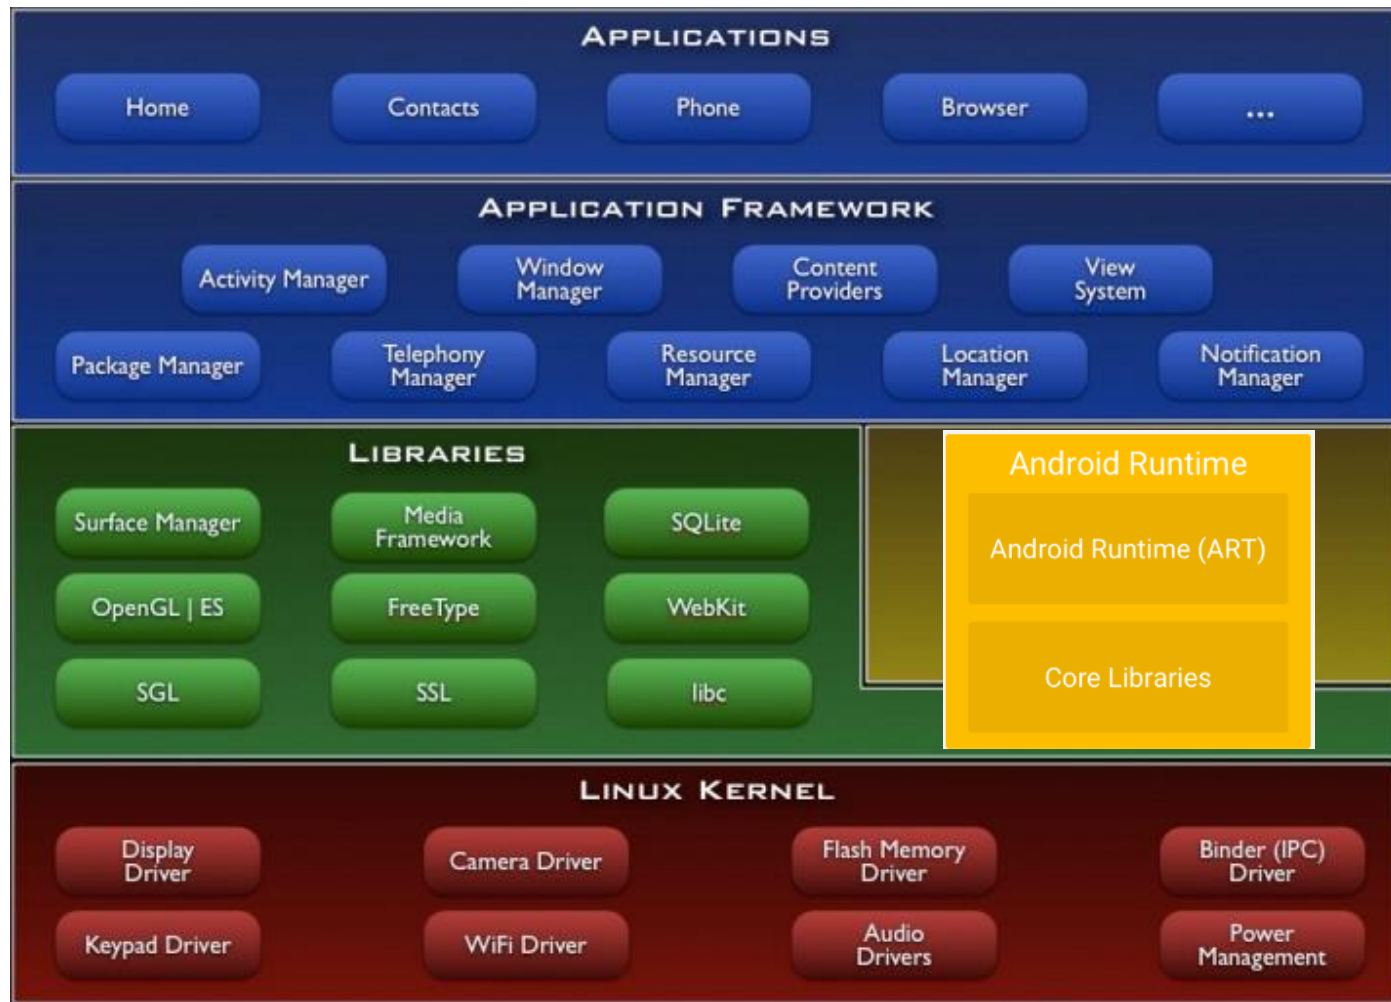 APPLICATIONS
Home
Contacts
Phone
Browser
...
APPLICATION FRAMEWORK
Activity Manager
Window
Manager
Content
Providers
View
System
Package Manager
Telephony
Manager
Resource
Manager
Location
Manager
Notification
Manager
LIBRARIES
Surface Manager
Media
Framework
SQLite
OpenGL | ES
FreeType
WebKit
SGL
SSL
libc
Android Runtime
Android Runtime (ART)
Core Libraries
LINUX KERNEL
Display
Driver
Camera Driver
Flash Memory
Driver
Binder (IPC)
Driver
Keypad Driver
WiFi Driver
Audio
Drivers
Power
Management